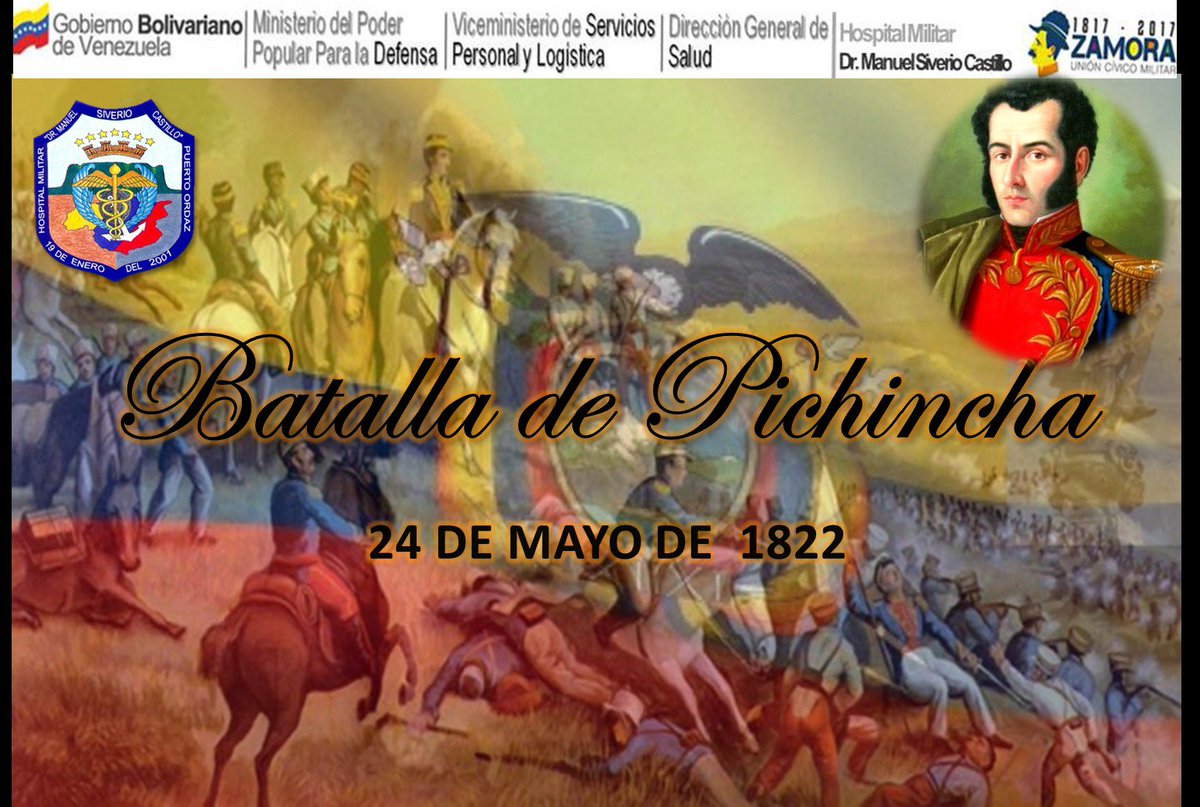 Gobierno Bolivariano
de Venezuela
Ministerio del Poder
Popular Para la Defensa
Viceministerio de Servicios
Personal y Logística
Dirección General de
Salud
Hospital Militar
Dr. Manuel Siverio Castillo
1817 - 2017
ZAMORA
UNIÓN CÍVICO MILITAR
HOSPITAL MILITAR "DR. MANUEL SIVERIO CASTILLO" PUERTO ORDAZ
19 DE ENERO DEL 2007
Batalla de Pichincha
24 DE MAYO DE 1822